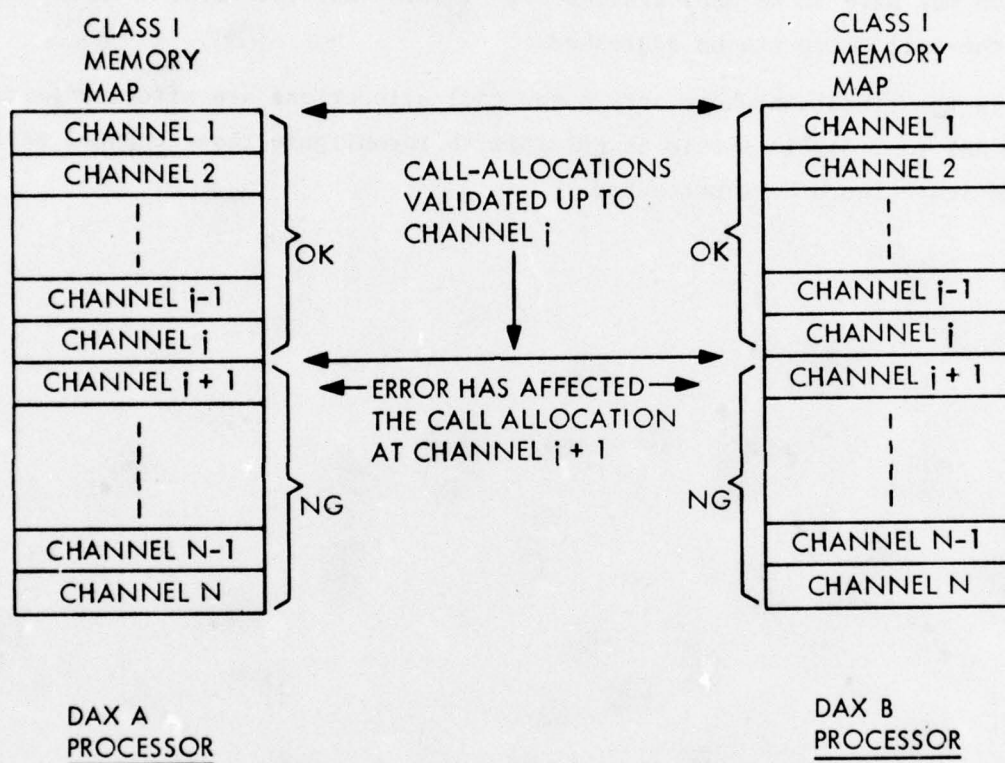 CLASS I
MEMORY
MAP
CHANNEL 1
CHANNEL 2
CHANNEL j-1
CHANNEL j
CHANNEL j + 1
CHANNEL N-1
CHANNEL N
OK
NG
DAX A
PROCESSOR
CALL-ALLOCATIONS
VALIDATED UP TO
CHANNEL j
ERROR HAS AFFECTED
THE CALL ALLOCATION
AT CHANNEL j + 1
CLASS I
MEMORY
MAP
CHANNEL 1
CHANNEL 2
CHANNEL j-1
CHANNEL j
CHANNEL j + 1
CHANNEL N-1
CHANNEL N
OK
NG
DAX B
PROCESSOR